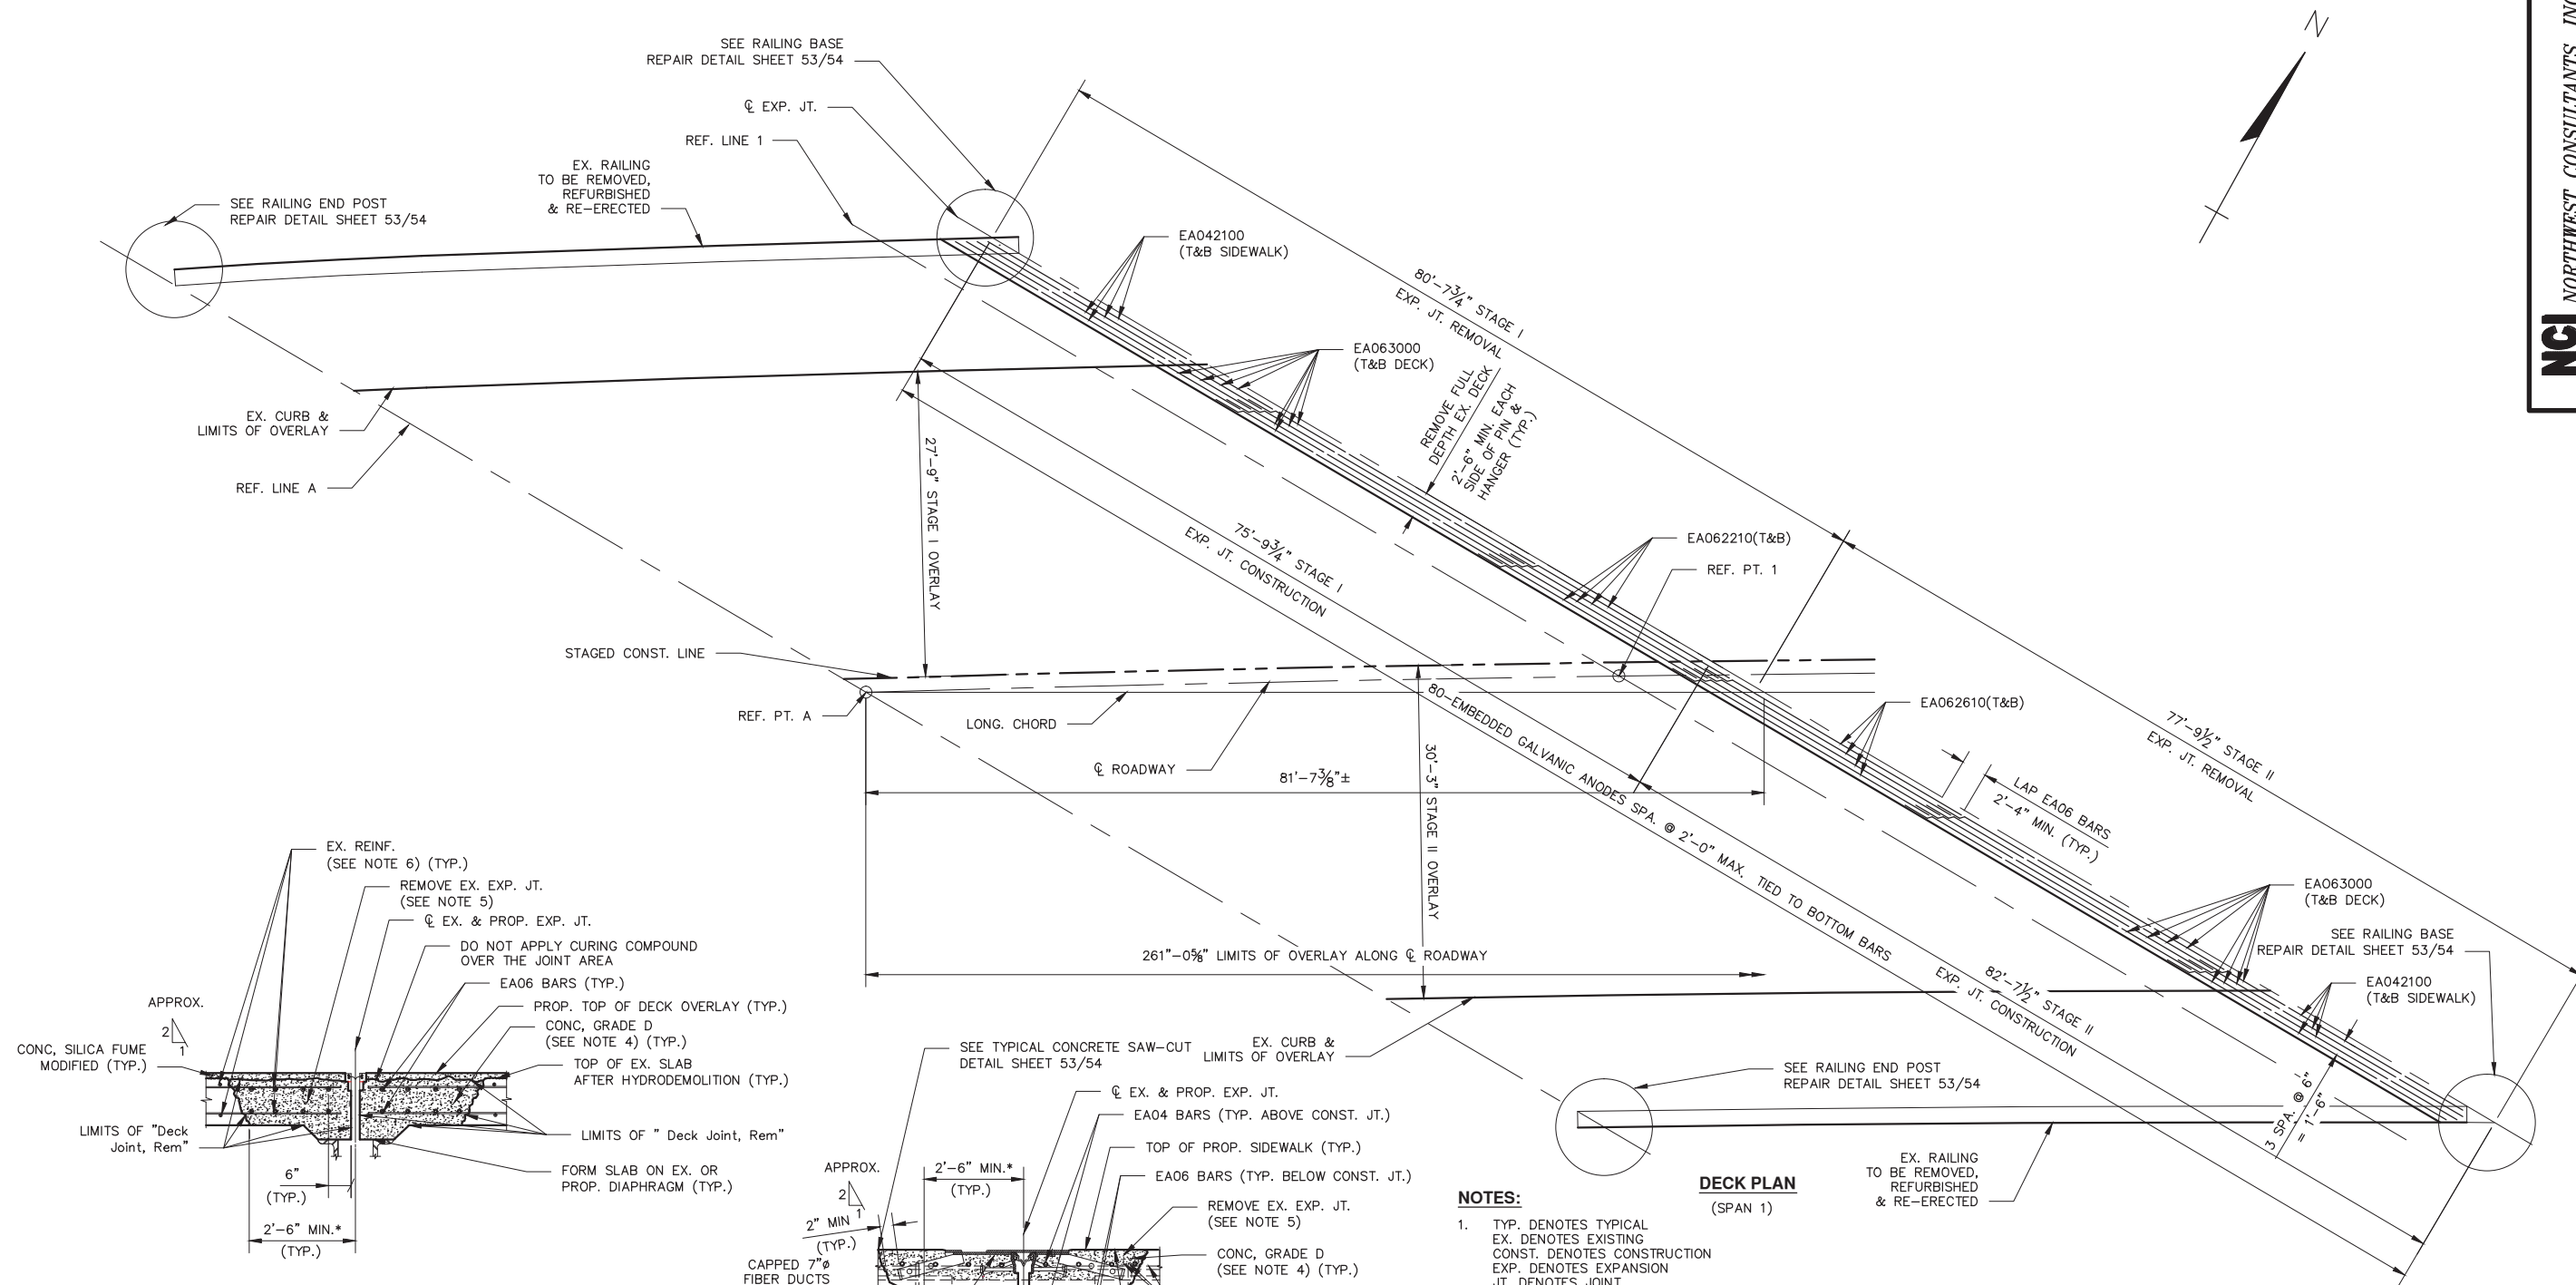 SEE RAILING BASE
REPAIR DETAIL SHEET 53/54
℄ EXP. JT.
REF. LINE 1
EX. RAILING
TO BE REMOVED,
REFURBISHED
& RE-ERECTED
SEE RAILING END POST
REPAIR DETAIL SHEET 53/54
N
NCI NORTHWEST CONSULTANTS INC
EA042100
(T&B SIDEWALK)
EA063000
(T&B DECK)
80'-7¾" STAGE I
EXP. JT. REMOVAL
REMOVE FULL
DEPTH EX. DECK
2'-6" MIN. EACH
SIDE OF PIN &
HANGER (TYP.)
EX. CURB &
LIMITS OF OVERLAY
REF. LINE A
27'-9" STAGE I OVERLAY
75'-9¾" STAGE I
EXP. JT. CONSTRUCTION
EA062210(T&B)
REF. PT. 1
STAGED CONST. LINE
REF. PT. A
LONG. CHORD
℄ ROADWAY
81'-7⅜"±
80-EMBEDDED GALVANIC ANODES SPA. @ 2'-0" MAX. TIED TO BOTTOM BARS
30'-3" STAGE II OVERLAY
EA062610(T&B)
77'-9½" STAGE II
EXP. JT. REMOVAL
LAP EA06 BARS
2'-4" MIN. (TYP.)
EA063000
(T&B DECK)
SEE RAILING BASE
REPAIR DETAIL SHEET 53/54
EA042100
(T&B SIDEWALK)
261"-0⅝" LIMITS OF OVERLAY ALONG ℄ ROADWAY
82'-7½" STAGE II
EXP. JT. CONSTRUCTION
EX. CURB &
LIMITS OF OVERLAY
SEE RAILING END POST
REPAIR DETAIL SHEET 53/54
3 SPA. @ 6"
= 1'-6"
EX. RAILING
TO BE REMOVED,
REFURBISHED
& RE-ERECTED
DECK PLAN
(SPAN 1)
EX. REINF.
(SEE NOTE 6) (TYP.)
REMOVE EX. EXP. JT.
(SEE NOTE 5)
℄ EX. & PROP. EXP. JT.
DO NOT APPLY CURING COMPOUND
OVER THE JOINT AREA
EA06 BARS (TYP.)
PROP. TOP OF DECK OVERLAY (TYP.)
CONC, GRADE D
(SEE NOTE 4) (TYP.)
TOP OF EX. SLAB
AFTER HYDRODEMOLITION (TYP.)
APPROX.
2
1
CONC, SILICA FUME
MODIFIED (TYP.)
LIMITS OF "Deck
Joint, Rem"
LIMITS OF " Deck Joint, Rem"
FORM SLAB ON EX. OR
PROP. DIAPHRAGM (TYP.)
6"
(TYP.)
2'-6" MIN.*
(TYP.)
SEE TYPICAL CONCRETE SAW-CUT
DETAIL SHEET 53/54
℄ EX. & PROP. EXP. JT.
EA04 BARS (TYP. ABOVE CONST. JT.)
TOP OF PROP. SIDEWALK (TYP.)
EA06 BARS (TYP. BELOW CONST. JT.)
REMOVE EX. EXP. JT.
(SEE NOTE 5)
CONC, GRADE D
(SEE NOTE 4) (TYP.)
APPROX.
2
1
2'-6" MIN.*
(TYP.)
2" MIN
(TYP.)
CAPPED 7"ø
FIBER DUCTS
NOTES:
1. TYP. DENOTES TYPICAL
EX. DENOTES EXISTING
CONST. DENOTES CONSTRUCTION
EXP. DENOTES EXPANSION
JT. DENOTES JOINT